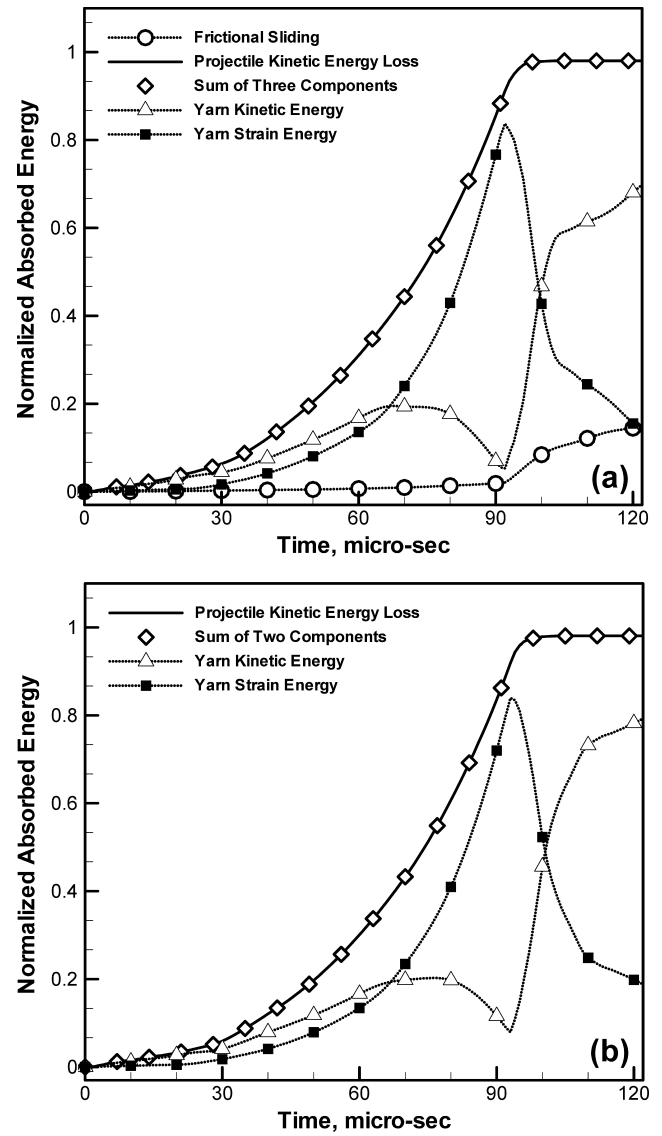 Frictional Sliding
Projectile Kinetic Energy Loss
Sum of Three Components
Yarn Kinetic Energy
Yarn Strain Energy
Normalized Absorbed Energy
1
0.8
0.6
0.4
0.2
0
(a)
0 30 60 90 120
Time, micro-sec
Projectile Kinetic Energy Loss
Sum of Two Components
Yarn Kinetic Energy
Yarn Strain Energy
Normalized Absorbed Energy
1
0.8
0.6
0.4
0.2
0
(b)
0 30 60 90 120
Time, micro-sec